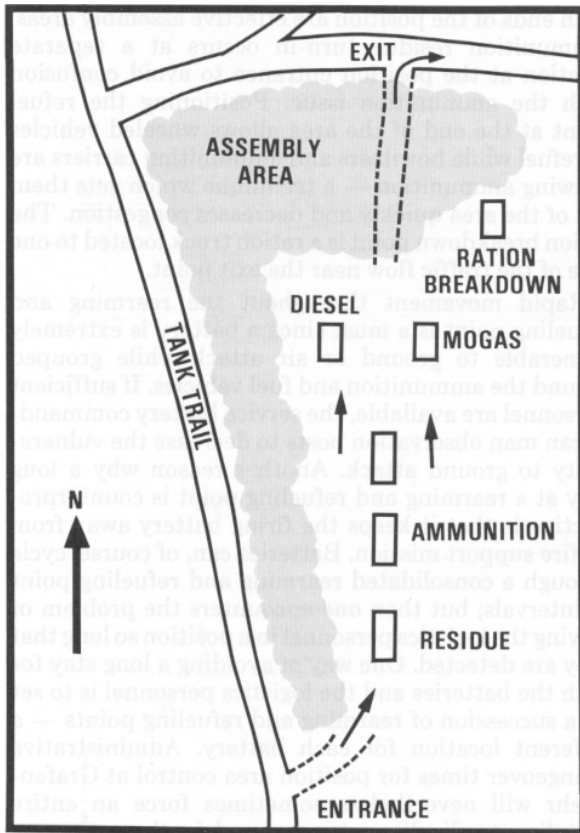 EXIT
ASSEMBLY
AREA
RATION
BREAKDOWN
DIESEL
MOGAS
TANK TRAIL
N
AMMUNITION
RESIDUE
ENTRANCE